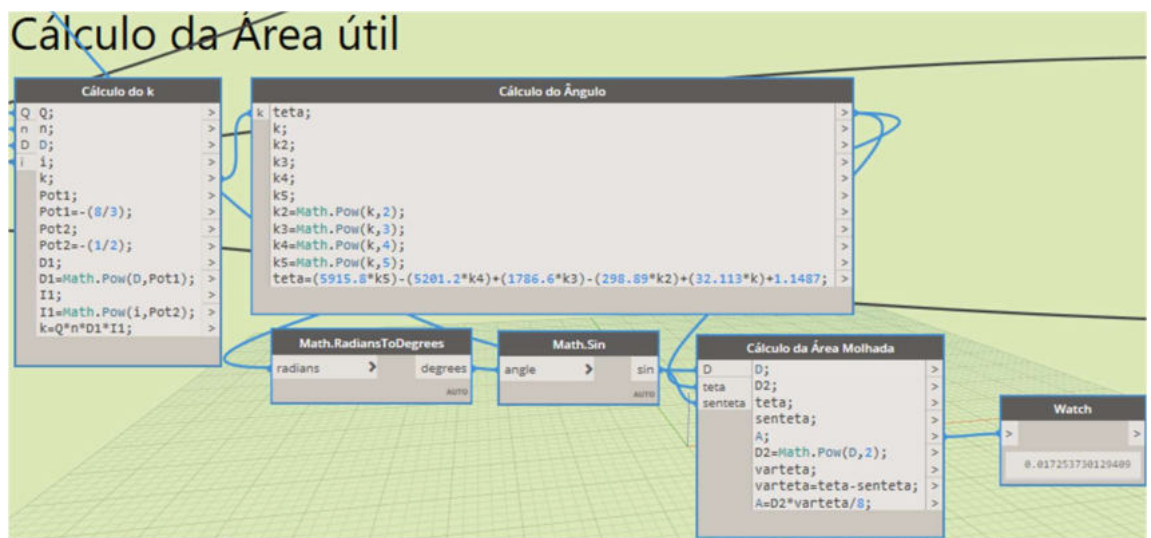 Cálculo da Área útil
Cálculo do k
Q Q;
n n;
D D;
i i;
k;
Pot1;
Pot1=-(8/3);
Pot2;
Pot2=-(1/2);
D1;
D1=Math.Pow(D,Pot1);
I1;
I1=Math.Pow(i,Pot2);
k=Q*n*D1*I1;
Cálculo do Ângulo
k teta;
k;
k2;
k3;
k4;
k5;
k2=Math.Pow(k,2);
k3=Math.Pow(k,3);
k4=Math.Pow(k,4);
k5=Math.Pow(k,5);
teta=(5915.8*k5)-(5201.2*k4)+(1786.6*k3)-(298.89*k2)+(32.113*k)+1.1487;
Math.RadiansToDegrees
radians > degrees
AUTO
Math.Sin
angle > sin
AUTO
Cálculo da Área Molhada
D D;
teta D2;
senteta teta;
senteta;
A;
D2=Math.Pow(D,2);
varteta;
varteta=teta-senteta;
A=D2*varteta/8;
Watch
> >
0.017253730129409